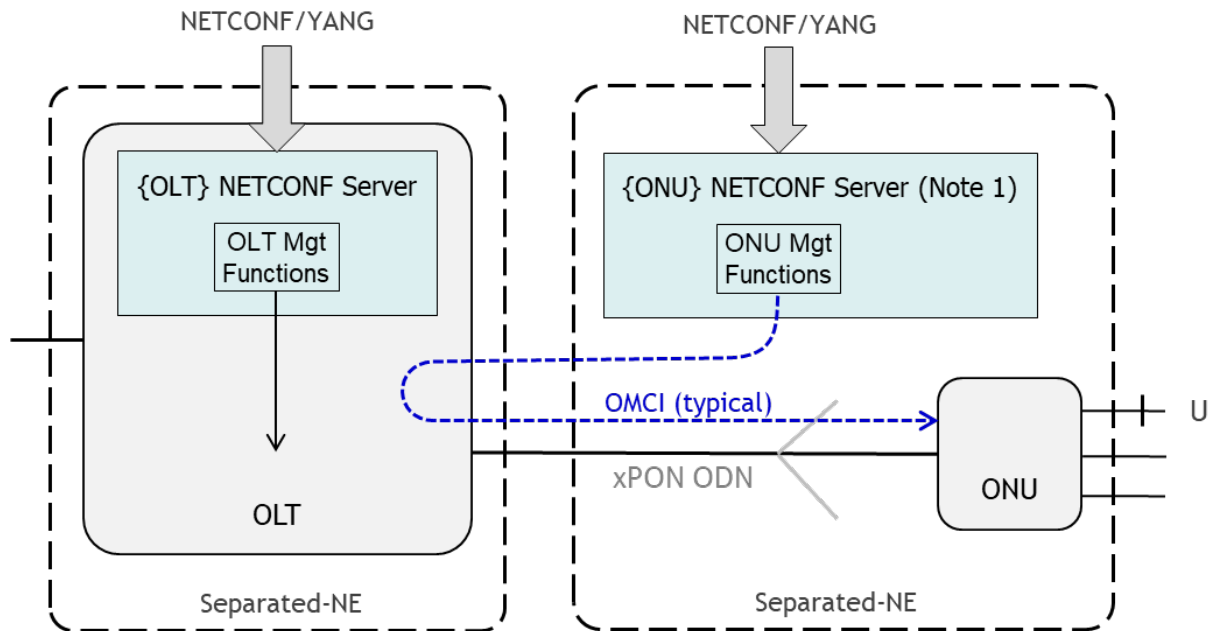 NETCONF/YANG
NETCONF/YANG
{OLT} NETCONF Server
OLT Mgt
Functions
{ONU} NETCONF Server (Note 1)
ONU Mgt
Functions
OMCI (typical)
U
xPON ODN
ONU
OLT
Separated-NE
Separated-NE